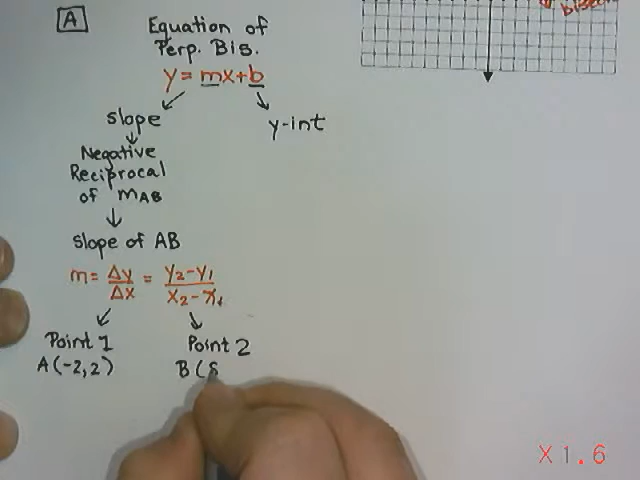 A
Equation of
Perp. Bis.
y = mx+b
slope
y-int
Negative
Reciprocal
of mAB
slope of AB
m = Δy/Δx = y2-y1/x2-x1
Point 1
A(-2,2)
Point 2
B(8
X1.6